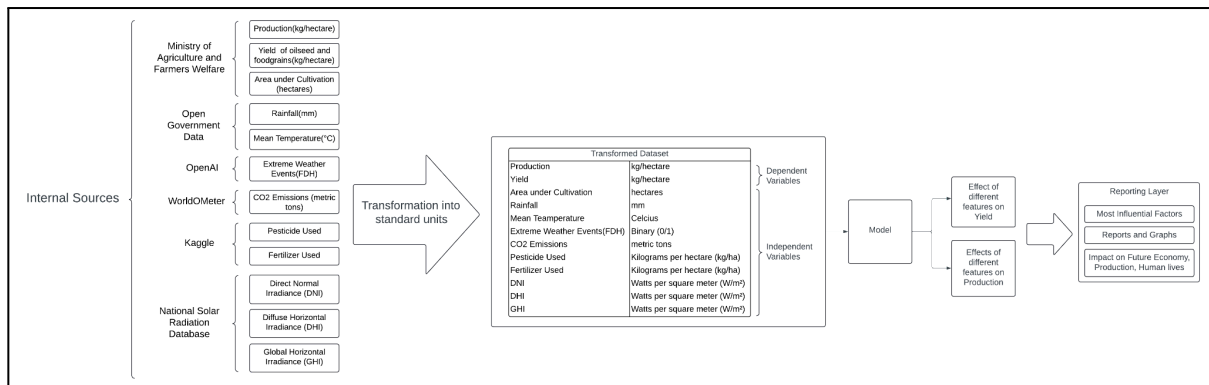 Internal Sources
Ministry of
Agriculture and
Farmers Welfare
Production(kg/hectare)
Yield of oilseed and
foodgrains(kg/hectare)
Area under Cultivation
(hectares)
Open
Government
Data
Rainfall(mm)
Mean Temperature(°C)
OpenAI
Extreme Weather
Events(FDH)
WorldOMeter
CO2 Emissions (metric
tons)
Kaggle
Pesticide Used
Fertilizer Used
National Solar
Radiation
Database
Direct Normal
Irradiance (DNI)
Diffuse Horizontal
Irradiance (DHI)
Global Horizontal
Irradiance (GHI)
Transformation into
standard units
Transformed Dataset
Production kg/hectare
Yield kg/hectare
Area under Cultivation hectares
Rainfall mm
Mean Teamperature Celcius
Extreme Weather Events(FDH) Binary (0/1)
CO2 Emissions metric tons
Pesticide Used Kilograms per hectare (kg/ha)
Fertilizer Used Kilograms per hectare (kg/ha)
DNI Watts per square meter (W/m²)
DHI Watts per square meter (W/m²)
GHI Watts per square meter (W/m²)
Dependent
Variables
Independent
Variables
Model
Effect of
different
features on
Yield
Effects of
different
features on
Production
Reporting Layer
Most Influential Factors
Reports and Graphs
Impact on Future Economy,
Production, Human lives